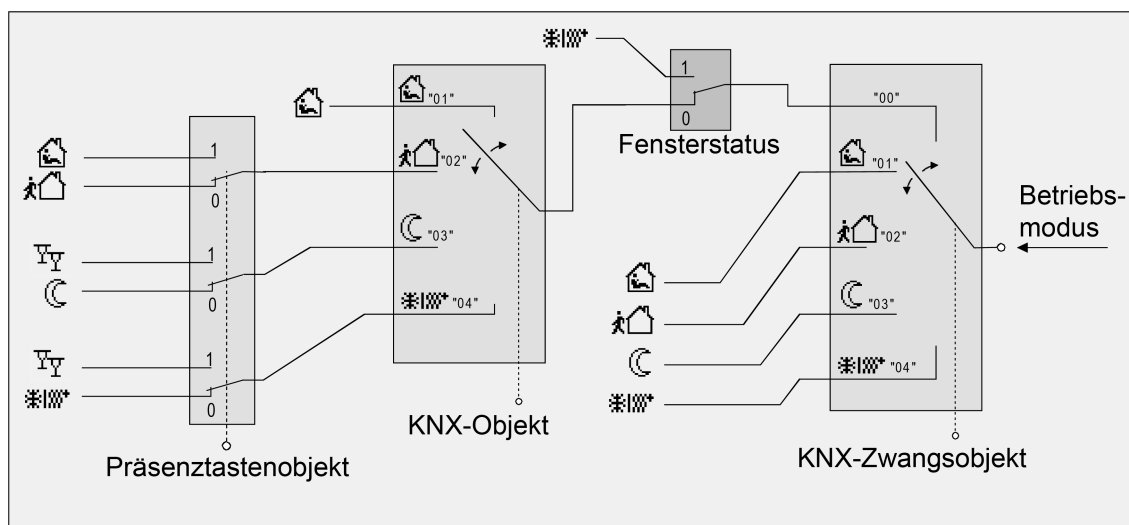 1
0
1
0
1
0
Präsenztastenobjekt
"01"
"02"
"03"
"04"
KNX-Objekt
1
0
Fensterstatus
"00"
"01"
"02"
"03"
"04"
KNX-Zwangsobjekt
Betriebs-
modus